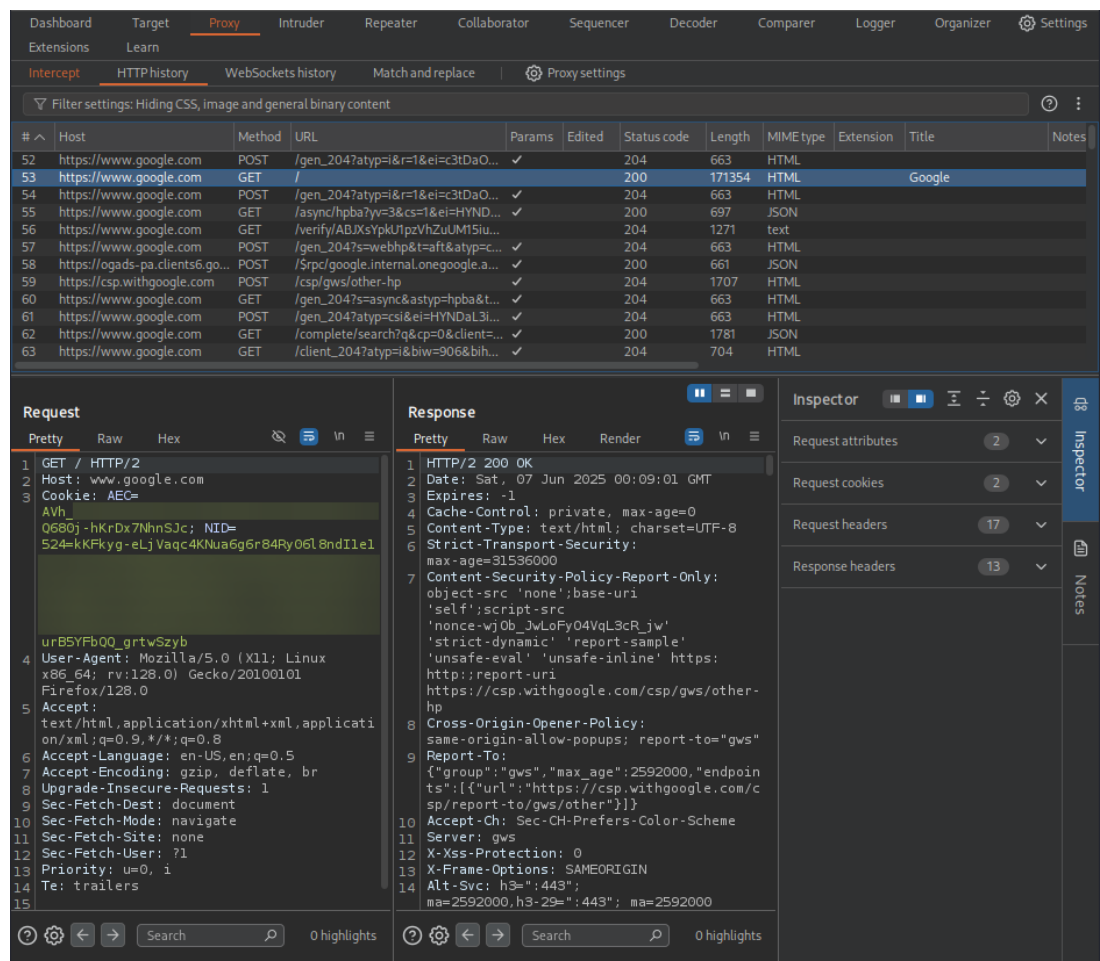 Dashboard Target Proxy Intruder Repeater Collaborator Sequencer Decoder Comparer Logger Organizer Settings
Extensions Learn
Intercept HTTP history WebSockets history Match and replace Proxy settings
Filter settings: Hiding CSS, image and general binary content
# Host Method URL Params Edited Status code Length MIME type Extension Title Notes
52 https://www.google.com POST /gen_204?atyp=i&r=1&ei=c3tDaO... ✓ 204 663 HTML
53 https://www.google.com GET / 200 171354 HTML Google
54 https://www.google.com POST /gen_204?atyp=i&r=1&ei=c3tDaO... ✓ 204 663 HTML
55 https://www.google.com GET /async/hpba?yv=3&cs=1&ei=HYND... ✓ 200 697 JSON
56 https://www.google.com GET /verify/ABJXsYpkU1pzVhZuUM15iu... 204 1271 text
57 https://www.google.com POST /gen_204?s=webhp&t=aft&atyp=c... ✓ 204 663 HTML
58 https://ogads-pa.clients6.go... POST /$rpc/google.internal.onegoogle.a... ✓ 200 661 JSON
59 https://csp.withgoogle.com POST /csp/gws/other-hp ✓ 204 1707 HTML
60 https://www.google.com GET /gen_204?s=async&astyp=hpba&t... ✓ 204 663 HTML
61 https://www.google.com POST /gen_204?atyp=csi&ei=HYNDaL3i... ✓ 204 663 HTML
62 https://www.google.com GET /complete/search?q&cp=0&client=... ✓ 200 1781 JSON
63 https://www.google.com GET /client_204?atyp=i&biw=906&bih... ✓ 204 704 HTML
Request
Pretty Raw Hex \n
1 GET / HTTP/2
2 Host: www.google.com
3 Cookie: AEC=
AVh_
Q680j-hKrDx7NhnSJc; NID=
524=kKFkyg-eLjVaqc4KNua6g6r84RyO6l8ndIle1
urB5YFbQQ_grtwSzyb
4 User-Agent: Mozilla/5.0 (X11; Linux
x86_64; rv:128.0) Gecko/20100101
Firefox/128.0
5 Accept:
text/html,application/xhtml+xml,applicati
on/xml;q=0.9,*/*;q=0.8
6 Accept-Language: en-US,en;q=0.5
7 Accept-Encoding: gzip, deflate, br
8 Upgrade-Insecure-Requests: 1
9 Sec-Fetch-Dest: document
10 Sec-Fetch-Mode: navigate
11 Sec-Fetch-Site: none
12 Sec-Fetch-User: ?1
13 Priority: u=0, i
14 Te: trailers
15
Search 0 highlights
Response
Pretty Raw Hex Render \n
1 HTTP/2 200 OK
2 Date: Sat, 07 Jun 2025 00:09:01 GMT
3 Expires: -1
4 Cache-Control: private, max-age=0
5 Content-Type: text/html; charset=UTF-8
6 Strict-Transport-Security:
max-age=31536000
7 Content-Security-Policy-Report-Only:
object-src 'none';base-uri
'self';script-src
'nonce-wjOb_JwLoFyO4VqL3cR_jw'
'strict-dynamic' 'report-sample'
'unsafe-eval' 'unsafe-inline' https:
http:;report-uri
https://csp.withgoogle.com/csp/gws/other-
hp
8 Cross-Origin-Opener-Policy:
same-origin-allow-popups; report-to="gws"
9 Report-To:
{"group":"gws","max_age":2592000,"endpoin
ts":[{"url":"https://csp.withgoogle.com/c
sp/report-to/gws/other"}]}
10 Accept-Ch: Sec-CH-Prefers-Color-Scheme
11 Server: gws
12 X-Xss-Protection: 0
13 X-Frame-Options: SAMEORIGIN
14 Alt-Svc: h3=":443";
ma=2592000,h3-29=":443"; ma=2592000
Search 0 highlights
Inspector
Request attributes 2
Request cookies 2
Request headers 17
Response headers 13
Inspector
Notes